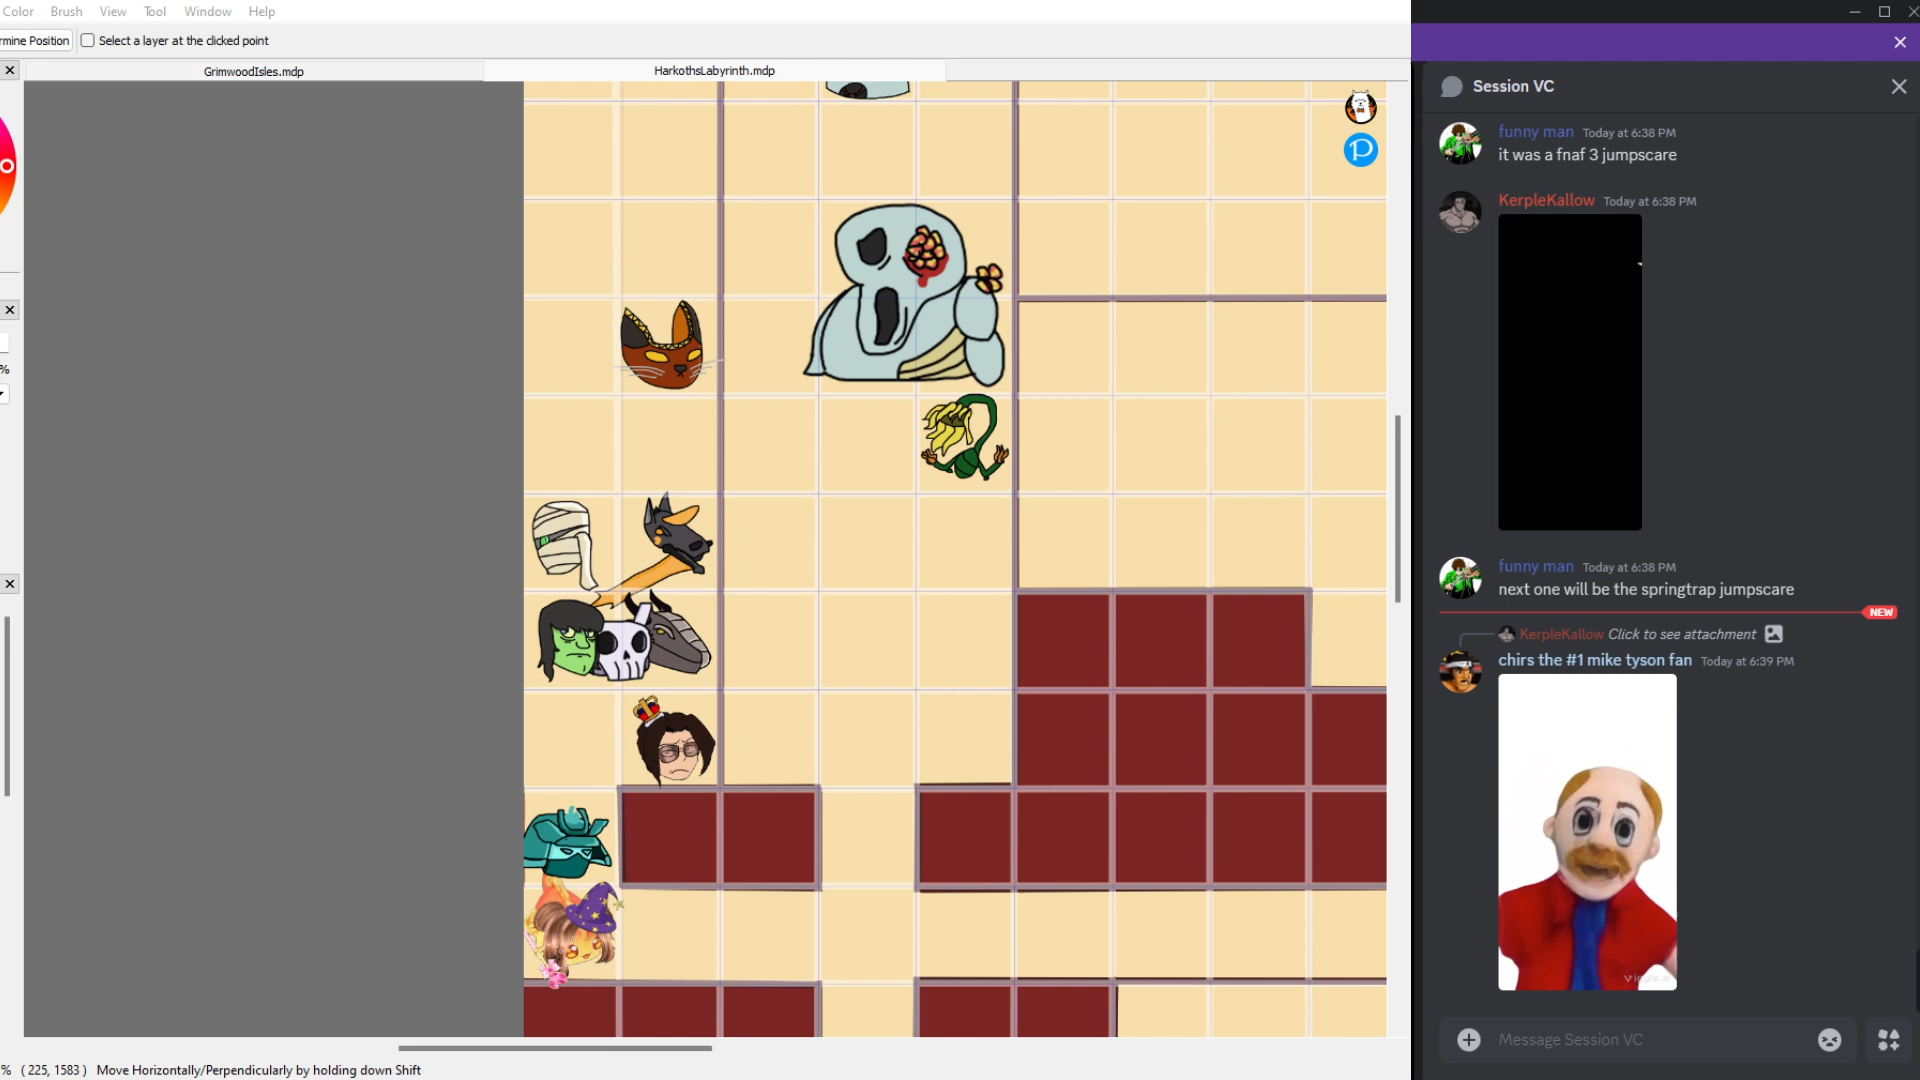 Color Brush View Tool Window Help
rmine Position Select a layer at the clicked point
GrimwoodIsles.mdp HarkothsLabyrinth.mdp
%
% ( 225, 1583 ) Move Horizontally/Perpendicularly by holding down Shift
Session VC
funny man Today at 6:38 PM
it was a fnaf 3 jumpscare
KerpleKallow Today at 6:38 PM
funny man Today at 6:38 PM
next one will be the springtrap jumpscare
NEW
KerpleKallow Click to see attachment
chirs the #1 mike tyson fan Today at 6:39 PM
Message Session VC